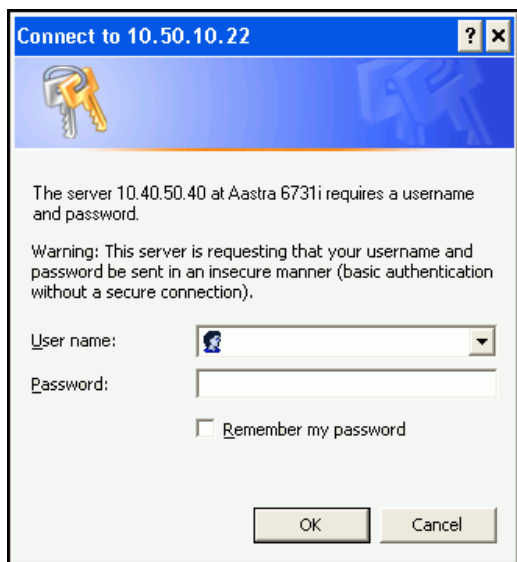 Connect to 10.50.10.22
The server 10.40.50.40 at Aastra 6731i requires a username
and password.
Warning: This server is requesting that your username and
password be sent in an insecure manner (basic authentication
without a secure connection).
User name:
Password:
Remember my password
OK
Cancel